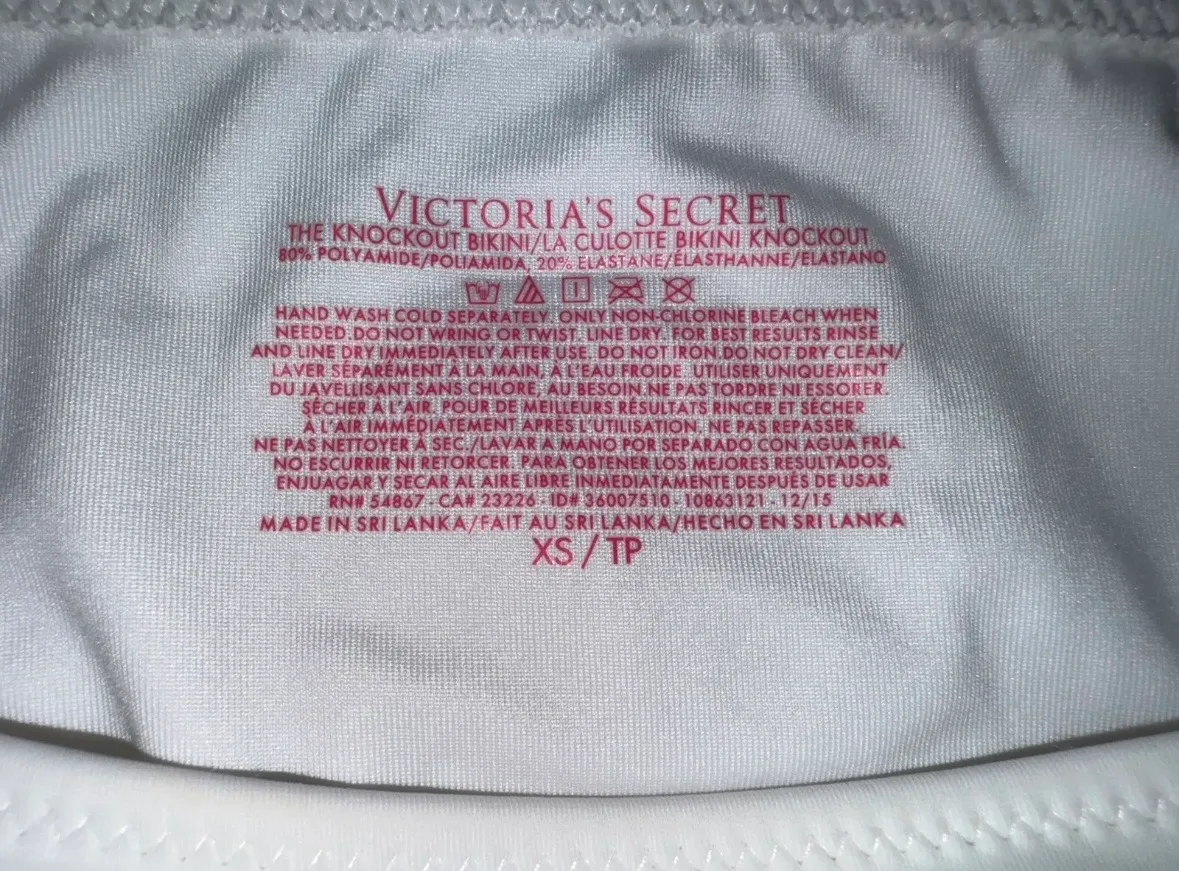 VICTORIA'S SECRET
THE KNOCKOUT BIKINI/LA CULOTTE BIKINI KNOCKOUT
80% POLYAMIDE/POLIAMIDA, 20% ELASTANE/ÉLASTHANNE/ELASTANO
1
HAND WASH COLD SEPARATELY. ONLY NON-CHLORINE BLEACH WHEN
NEEDED. DO NOT WRING OR TWIST. LINE DRY. FOR BEST RESULTS RINSE
AND LINE DRY IMMEDIATELY AFTER USE. DO NOT IRON. DO NOT DRY CLEAN/
LAVER SÉPARÉMENT À LA MAIN, À L'EAU FROIDE. UTILISER UNIQUEMENT
DU JAVELLISANT SANS CHLORE, AU BESOIN. NE PAS TORDRE NI ESSORER.
SÉCHER À L'AIR. POUR DE MEILLEURS RÉSULTATS RINCER ET SÉCHER
À L'AIR IMMÉDIATEMENT APRÈS L'UTILISATION. NE PAS REPASSER.
NE PAS NETTOYER À SEC./LAVAR A MANO POR SEPARADO CON AGUA FRÍA.
NO ESCURRIR NI RETORCER. PARA OBTENER LOS MEJORES RESULTADOS,
ENJUAGAR Y SECAR AL AIRE LIBRE INMEDIATAMENTE DESPUÉS DE USAR
RN# 54867 - CA# 23226 - ID# 36007510 - 10863121 - 12/15
MADE IN SRI LANKA/FAIT AU SRI LANKA/HECHO EN SRI LANKA
XS / TP